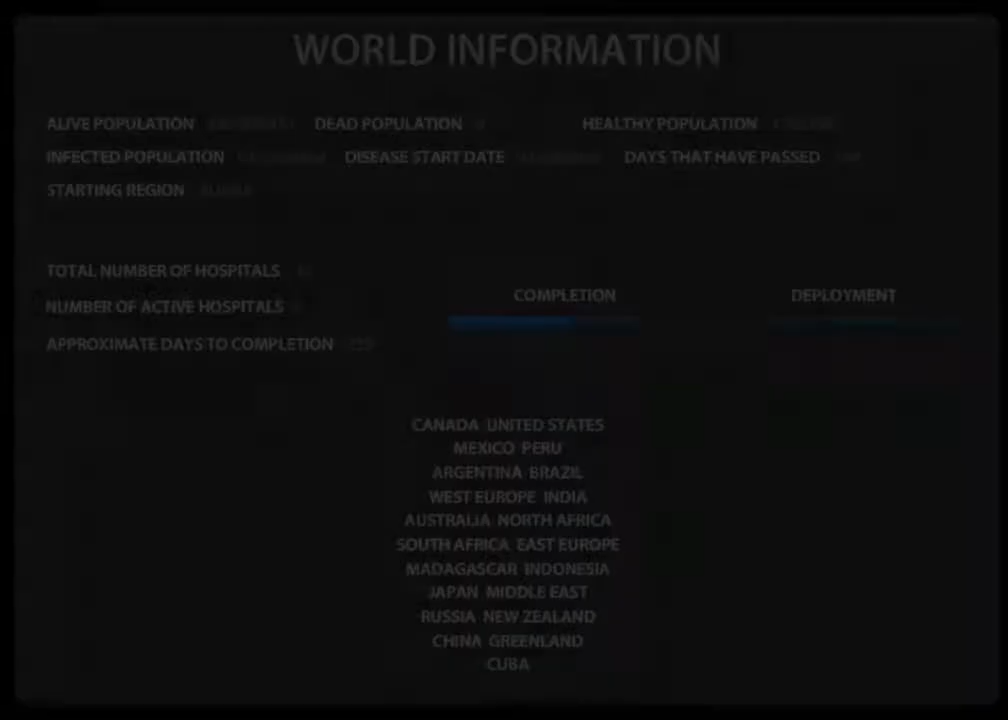 WORLD INFORMATION
ALIVE POPULATION DEAD POPULATION HEALTHY POPULATION
INFECTED POPULATION DISEASE START DATE DAYS THAT HAVE PASSED
STARTING REGION
TOTAL NUMBER OF HOSPITALS
COMPLETION DEPLOYMENT
NUMBER OF ACTIVE HOSPITALS
APPROXIMATE DAYS TO COMPLETION
CANADA UNITED STATES
MEXICO PERU
ARGENTINA BRAZIL
WEST EUROPE INDIA
AUSTRALIA NORTH AFRICA
SOUTH AFRICA EAST EUROPE
MADAGASCAR INDONESIA
JAPAN MIDDLE EAST
RUSSIA NEW ZEALAND
CHINA GREENLAND
CUBA